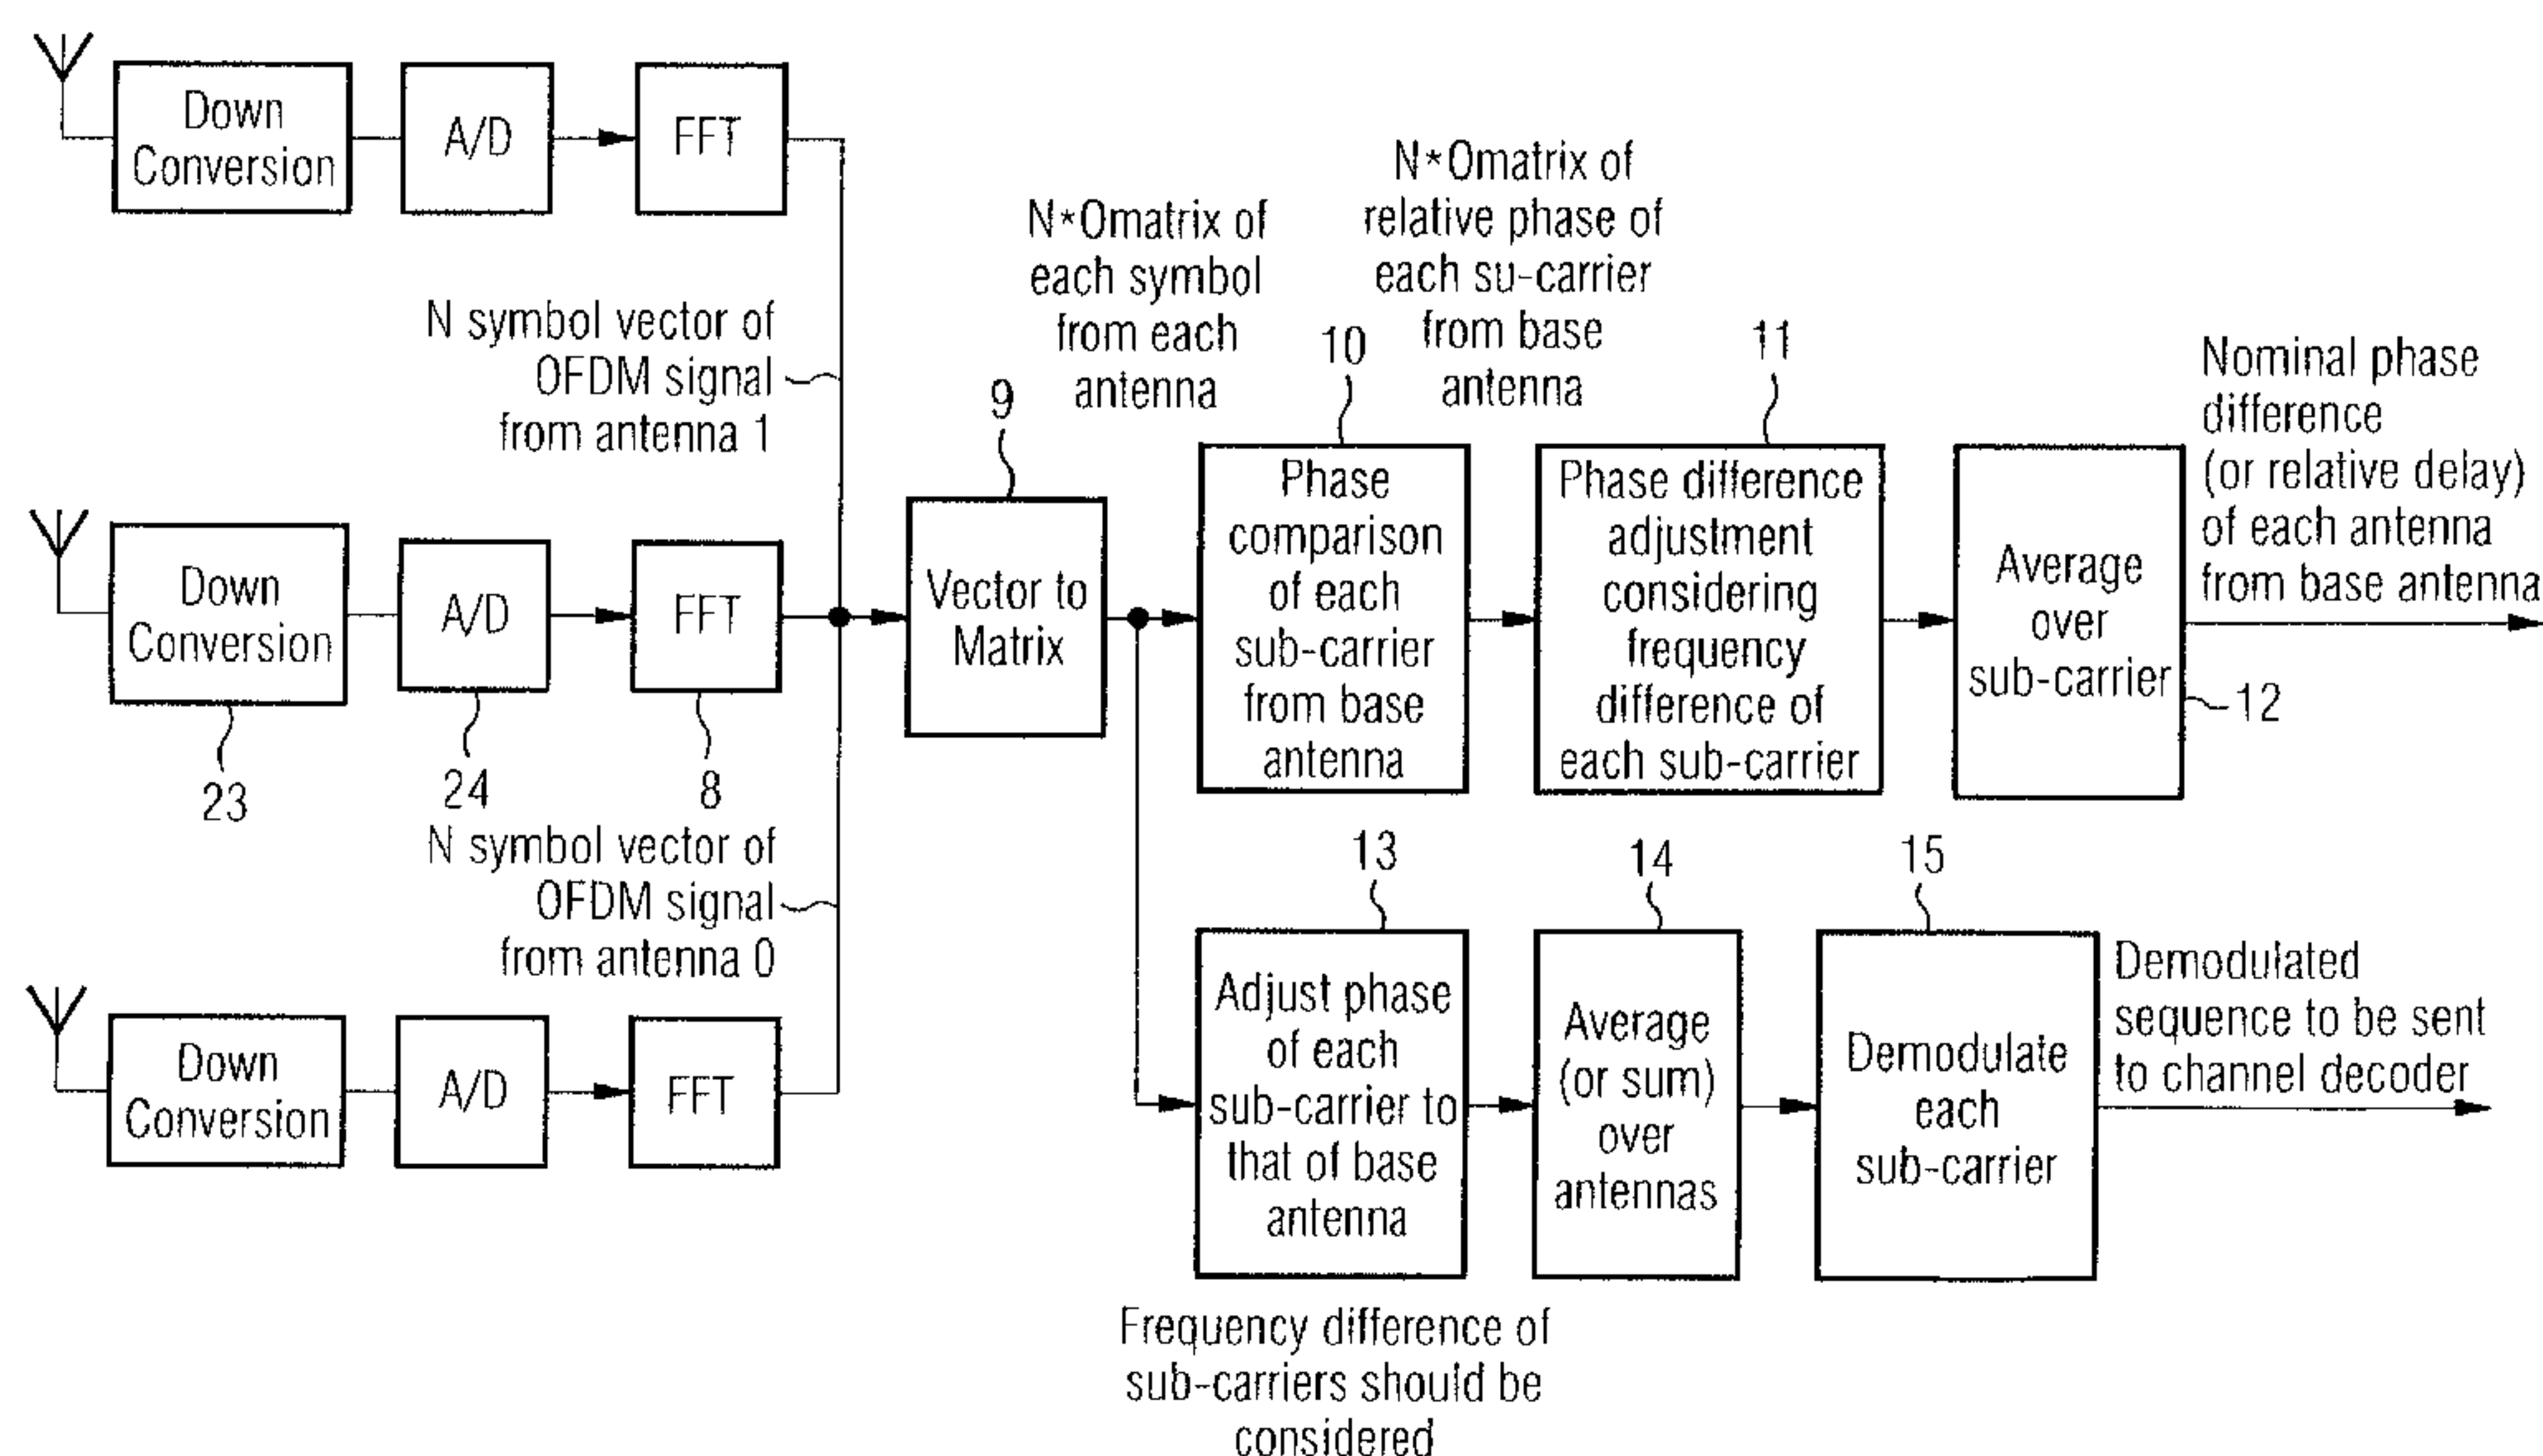 Down
Conversion
A/D
FFT
N symbol vector of
OFDM signal
from antenna 1
Down
Conversion
23
A/D
24
FFT
8
N symbol vector of
OFDM signal
from antenna 0
Down
Conversion
A/D
FFT
9
Vector to
Matrix
N*Omatrix of
each symbol
from each
antenna
10
Phase
comparison
of each
sub-carrier
from base
antenna
N*Omatrix of
relative phase of
each su-carrier
from base
antenna
11
Phase difference
adjustment
considering
frequency
difference of
each sub-carrier
Average
over
sub-carrier
12
Nominal phase
difference
(or relative delay)
of each antenna
from base antenna
13
Adjust phase
of each
sub-carrier to
that of base
antenna
Frequency difference of
sub-carriers should be
considered
14
Average
(or sum)
over
antennas
15
Demodulate
each
sub-carrier
Demodulated
sequence to be sent
to channel decoder